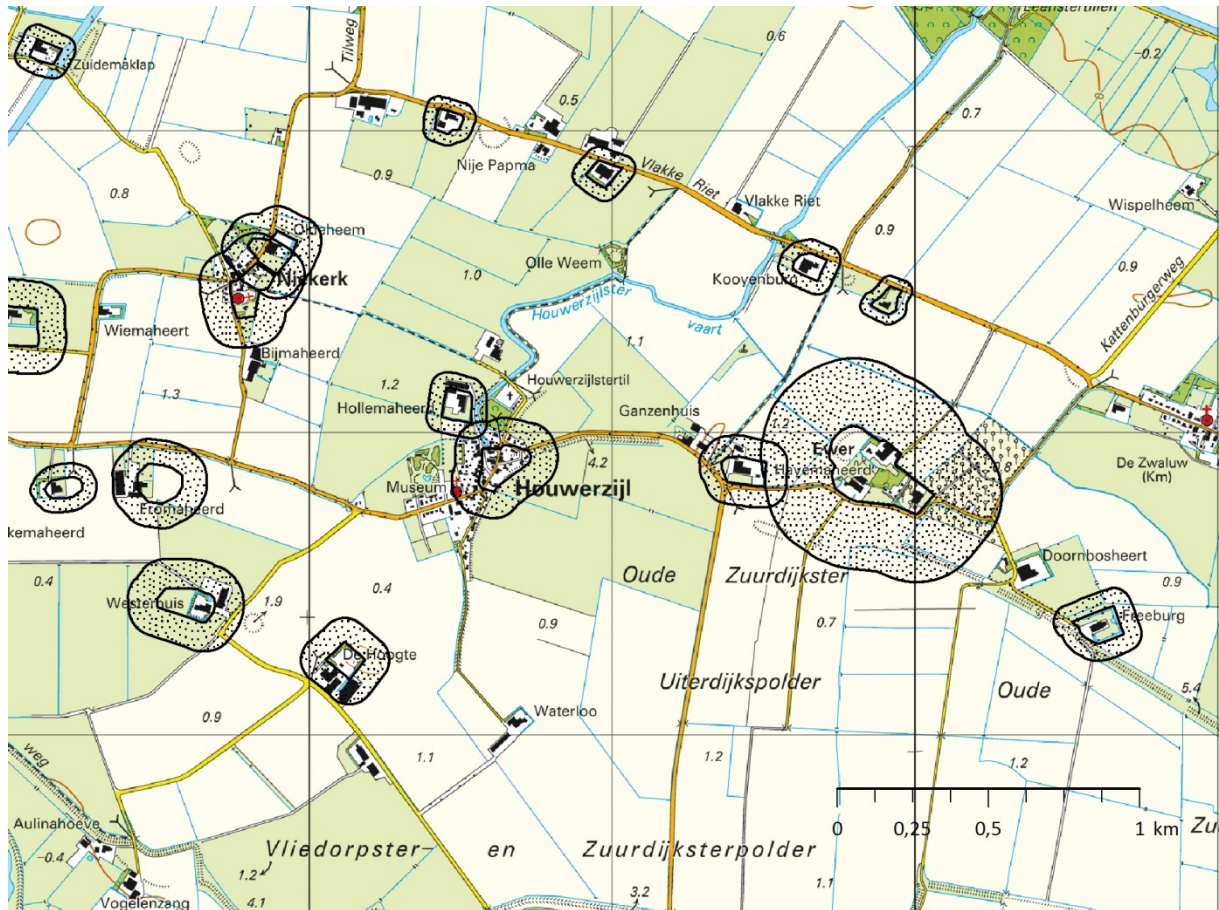 Leenstertillen
Tilweg
0.6
-0.2
Zuidemaklap
0.5
0.7
Nije Papma
Vlakke Riet
0.9
0.8
Vlakke Riet
Wispelheem
Oldeheem
0.9
1.0
Olle Weem
Kooyenburg
0.9
Niekerk
Houwerzijlster
vaart
Kattenburgerweg
Wiemaheert
Bijmaheerd
1.1
1.2
Houwerzijlstertil
1.3
Hollemaheerd
Ganzenhuis
Ewer
4.2
Havemaheerd
De Zwaluw
(Km)
Museum
Houwerzijl
Fromaheerd
kemaheerd
Doornbosheert
0.4
Oude
Zuurdijkster
0.9
Westerhuis
1.9
0.4
Freeburg
0.9
0.7
De Hoogte
Uiterdijkspolder
Oude
5.4
0.9
Waterloo
weg
1.1
1.2
1.2
0
0,25
0,5
1 km
Zu
Aulinahoeve
-0.4
Vliedorpster-
en
Zuurdijksterpolder
1.2
3.2
1.1
Vogelenzang
4.1